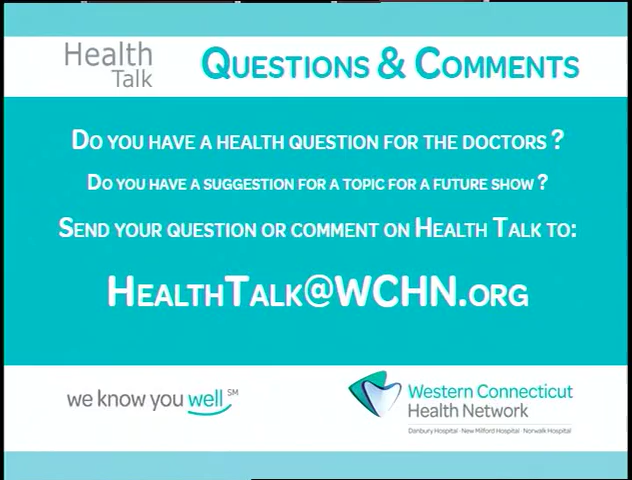 Health
Talk
Questions & Comments
Do you have a health question for the doctors ?
Do you have a suggestion for a topic for a future show ?
Send your question or comment on Health Talk to:
HealthTalk@WCHN.org
we know you well SM
Western Connecticut
Health Network
Danbury Hospital · New Milford Hospital · Norwalk Hospital